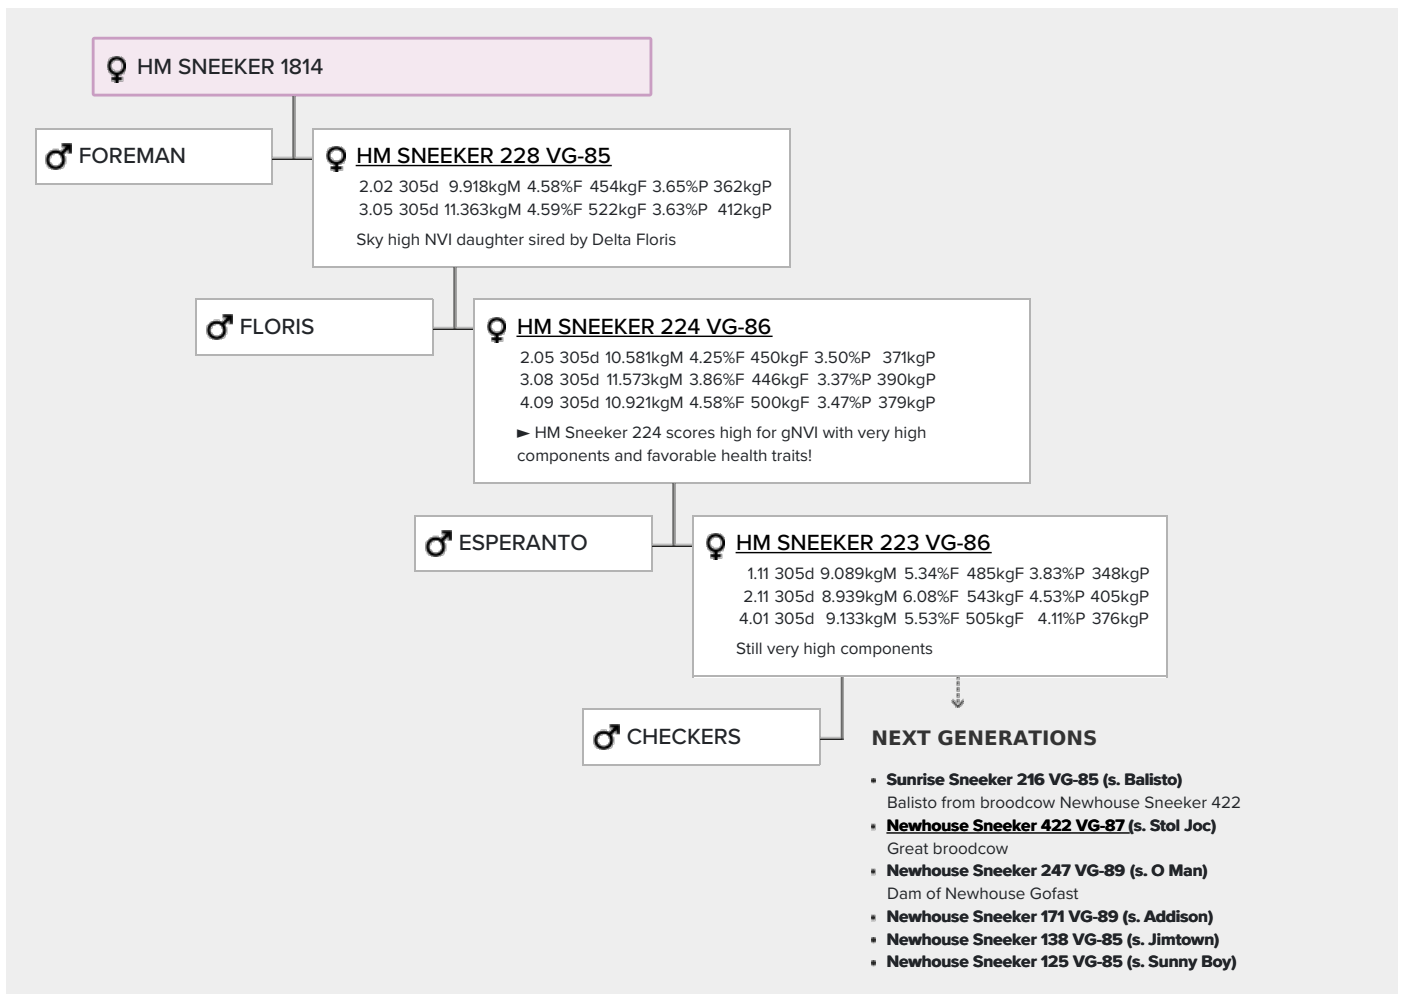 HM SNEEKER 1814
FOREMAN
HM SNEEKER 228 VG-85
2.02 305d 9.918kgM 4.58%F 454kgF 3.65%P 362kgP
3.05 305d 11.363kgM 4.59%F 522kgF 3.63%P 412kgP
Sky high NVI daughter sired by Delta Floris
FLORIS
HM SNEEKER 224 VG-86
2.05 305d 10.581kgM 4.25%F 450kgF 3.50%P 371kgP
3.08 305d 11.573kgM 3.86%F 446kgF 3.37%P 390kgP
4.09 305d 10.921kgM 4.58%F 500kgF 3.47%P 379kgP
► HM Sneeker 224 scores high for gNVI with very high
components and favorable health traits!
ESPERANTO
HM SNEEKER 223 VG-86
1.11 305d 9.089kgM 5.34%F 485kgF 3.83%P 348kgP
2.11 305d 8.939kgM 6.08%F 543kgF 4.53%P 405kgP
4.01 305d 9.133kgM 5.53%F 505kgF 4.11%P 376kgP
Still very high components
CHECKERS
NEXT GENERATIONS
▪ Sunrise Sneeker 216 VG-85 (s. Balisto)
Balisto from broodcow Newhouse Sneeker 422
▪ Newhouse Sneeker 422 VG-87 (s. Stol Joc)
Great broodcow
▪ Newhouse Sneeker 247 VG-89 (s. O Man)
Dam of Newhouse Gofast
▪ Newhouse Sneeker 171 VG-89 (s. Addison)
▪ Newhouse Sneeker 138 VG-85 (s. Jimtown)
▪ Newhouse Sneeker 125 VG-85 (s. Sunny Boy)